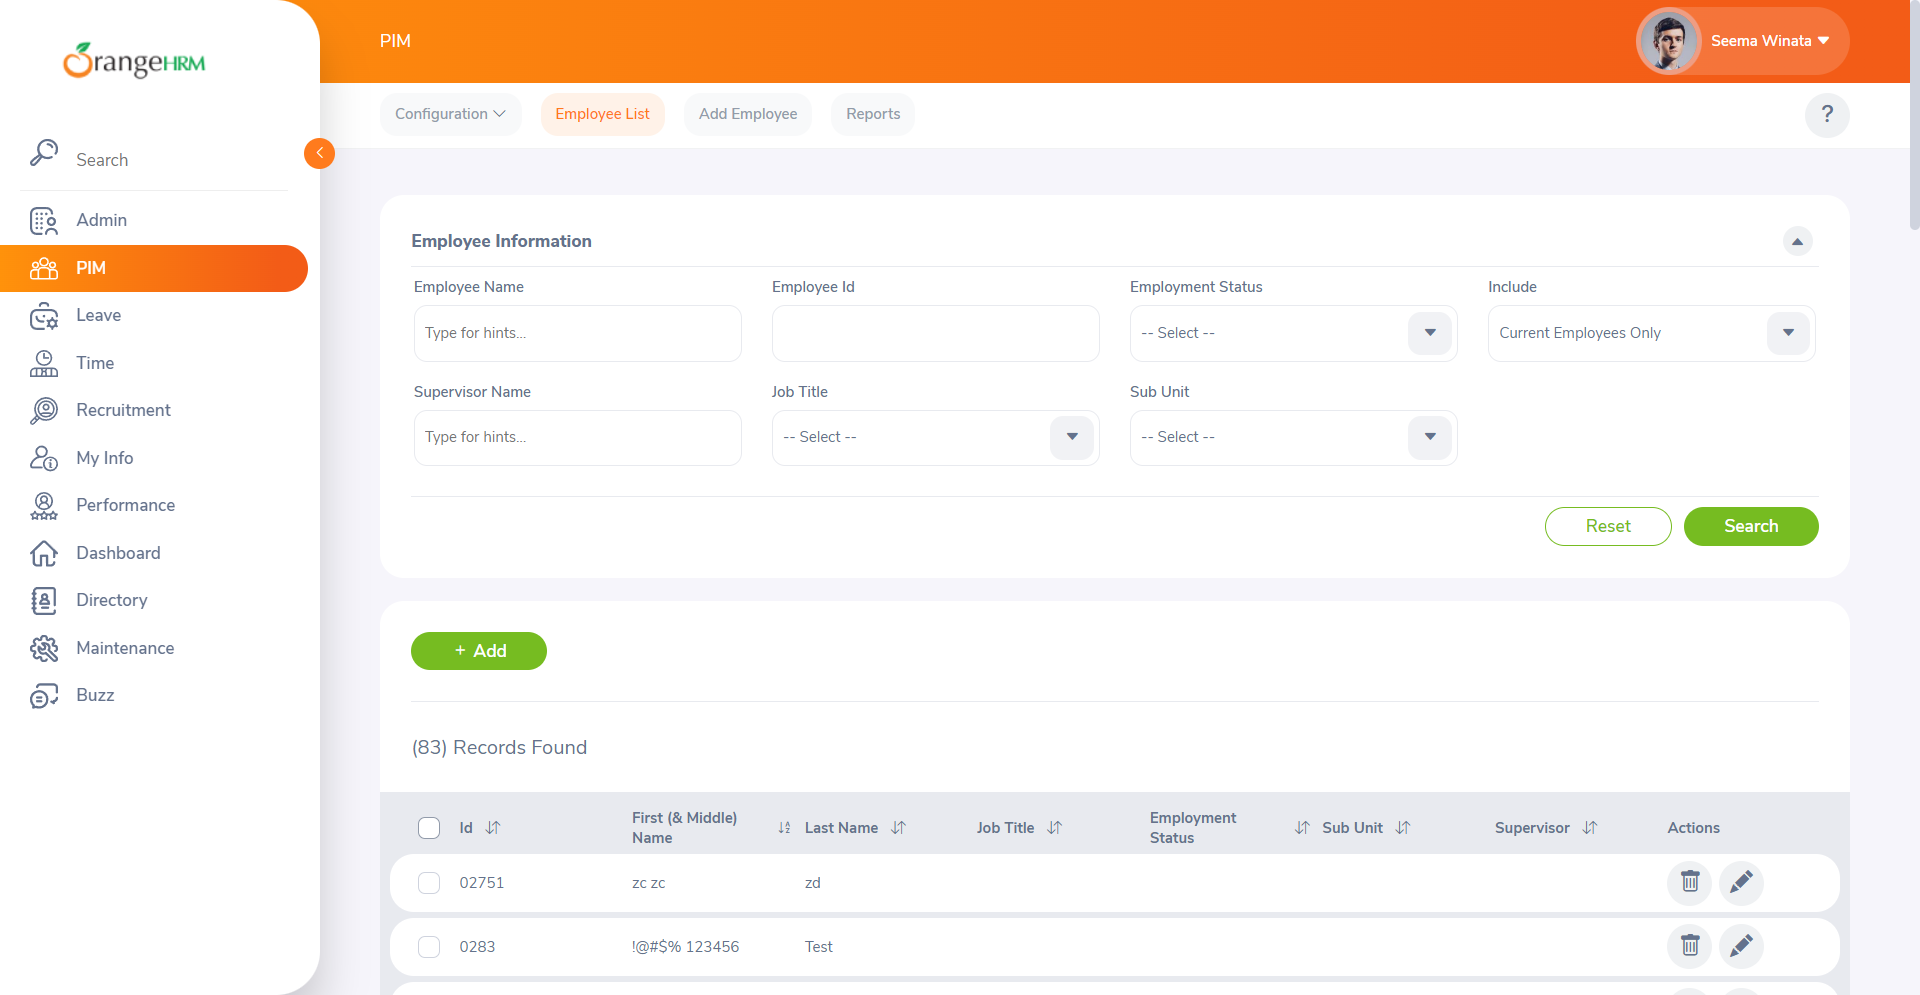 OrangeHRM
PIM
Seema Winata
Search
Configuration
Employee List
Add Employee
Reports
?
Admin
PIM
Leave
Time
Recruitment
My Info
Performance
Dashboard
Directory
Maintenance
Buzz
Employee Information
Employee Name
Employee Id
Employment Status
Include
Type for hints...
-- Select --
Current Employees Only
Supervisor Name
Job Title
Sub Unit
Type for hints...
-- Select --
-- Select --
Reset
Search
+ Add
(83) Records Found
Id
First (& Middle)
Name
Last Name
Job Title
Employment
Status
Sub Unit
Supervisor
Actions
02751
zc zc
zd
0283
!@#$% 123456
Test